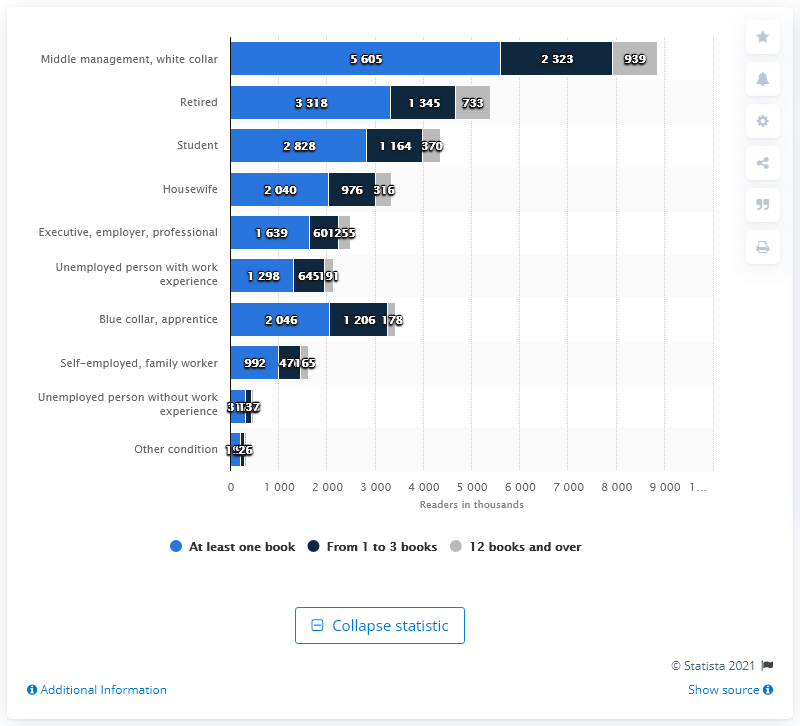 Middle management, white collar
5 605
2 323
939
Retired
3 318
1 345
733
Student
2 828
1 164
370
Housewife
2 040
976
316
Executive, employer, professional
1 639
601
255
Unemployed person with work
experience
1 298
645
191
Blue collar, apprentice
2 046
1 206
178
Self-employed, family worker
992
165
Unemployed person without work
experience
37
Other condition
26
0 1 000 2 000 3 000 4 000 5 000 6 000 7 000 8 000 9 000 1...
Readers in thousands
At least one book From 1 to 3 books 12 books and over
Collapse statistic
© Statista 2021
Additional Information
Show source